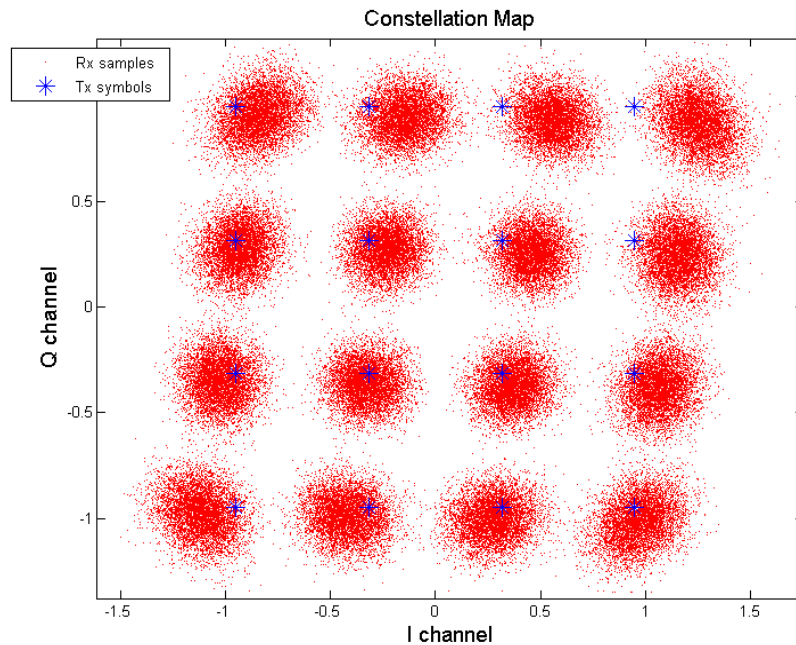 Constellation Map
Rx samples
Tx symbols
0.5
0
-0.5
-1
Q channel
-1.5 -1 -0.5 0 0.5 1 1.5
I channel